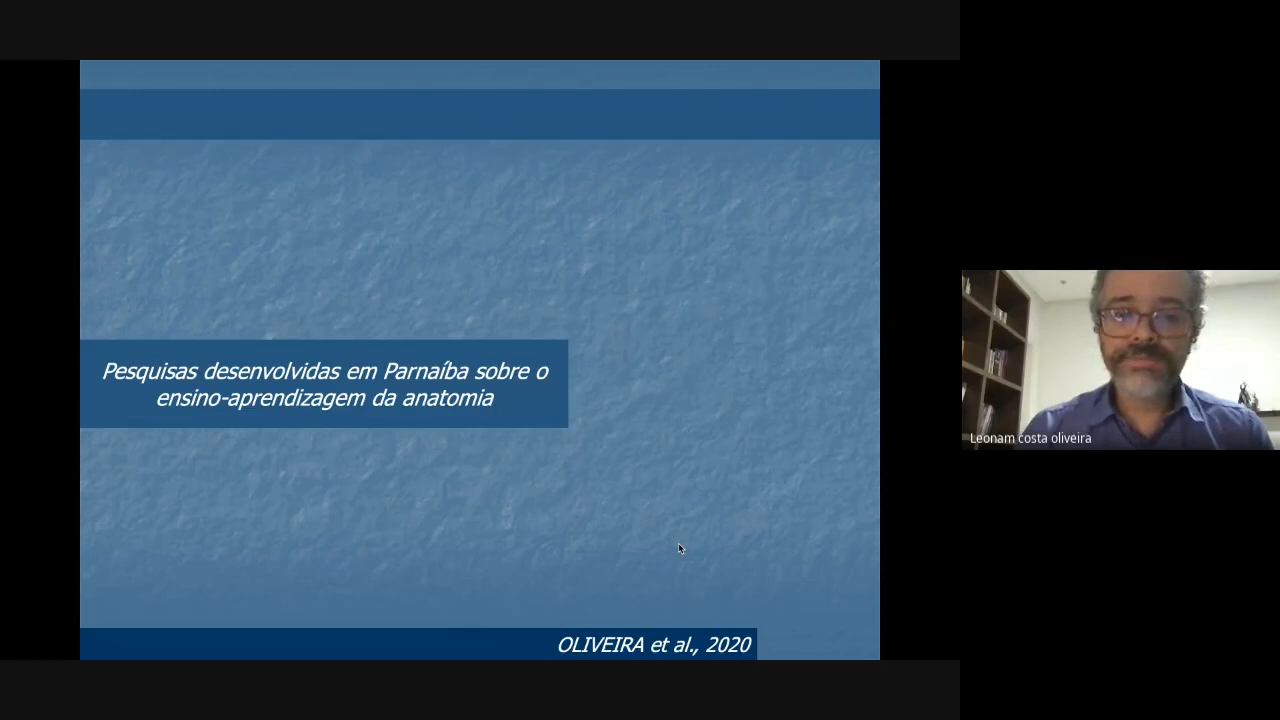 Pesquisas desenvolvidas em Parnaíba sobre o
ensino-aprendizagem da anatomia
OLIVEIRA et al., 2020
Leonam costa oliveira